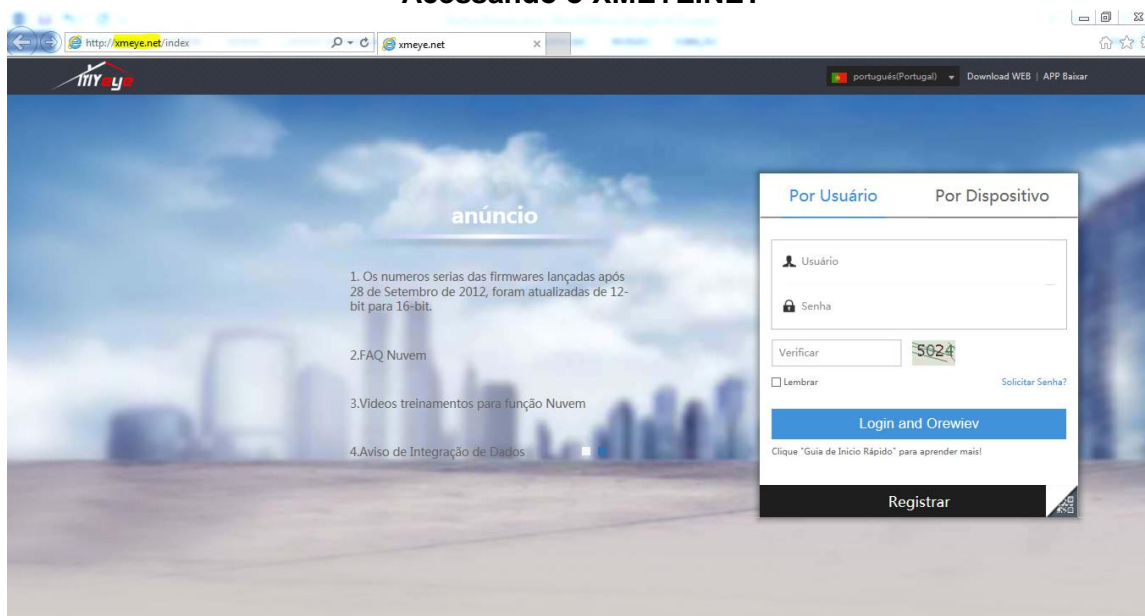 Acessando o XMEYE.NET
http://xmeye.net/index
xmeye.net
myeye
português(Portugal)
Download WEB | APP Baixar
anúncio
1. Os numeros serias das firmwares lançadas após
28 de Setembro de 2012, foram atualizadas de 12-
bit para 16-bit.
2.FAQ Nuvem
3.Videos treinamentos para função Nuvem
4.Aviso de Integração de Dados
Por Usuário
Por Dispositivo
Usuário
Senha
Verificar
5024
Lembrar
Solicitar Senha?
Login and Orewiev
Clique "Guia de Inicio Rápido" para aprender mais!
Registrar